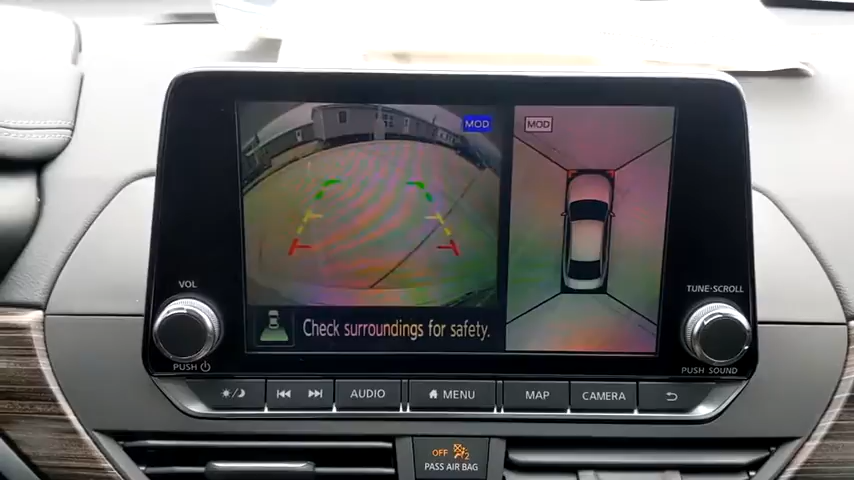 MOD
MOD
VOL
TUNE·SCROLL
Check surroundings for safety.
PUSH
PUSH SOUND
AUDIO
MENU
MAP
CAMERA
OFF 2
PASS AIR BAG